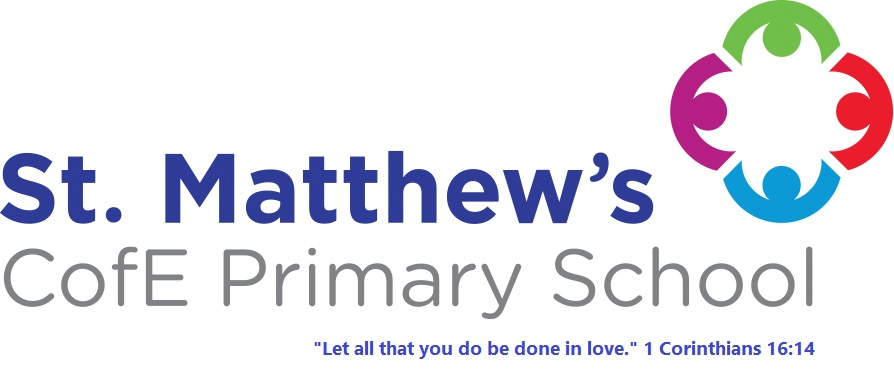 St. Matthew’s
CofE Primary School
"Let all that you do be done in love." 1 Corinthians 16:14